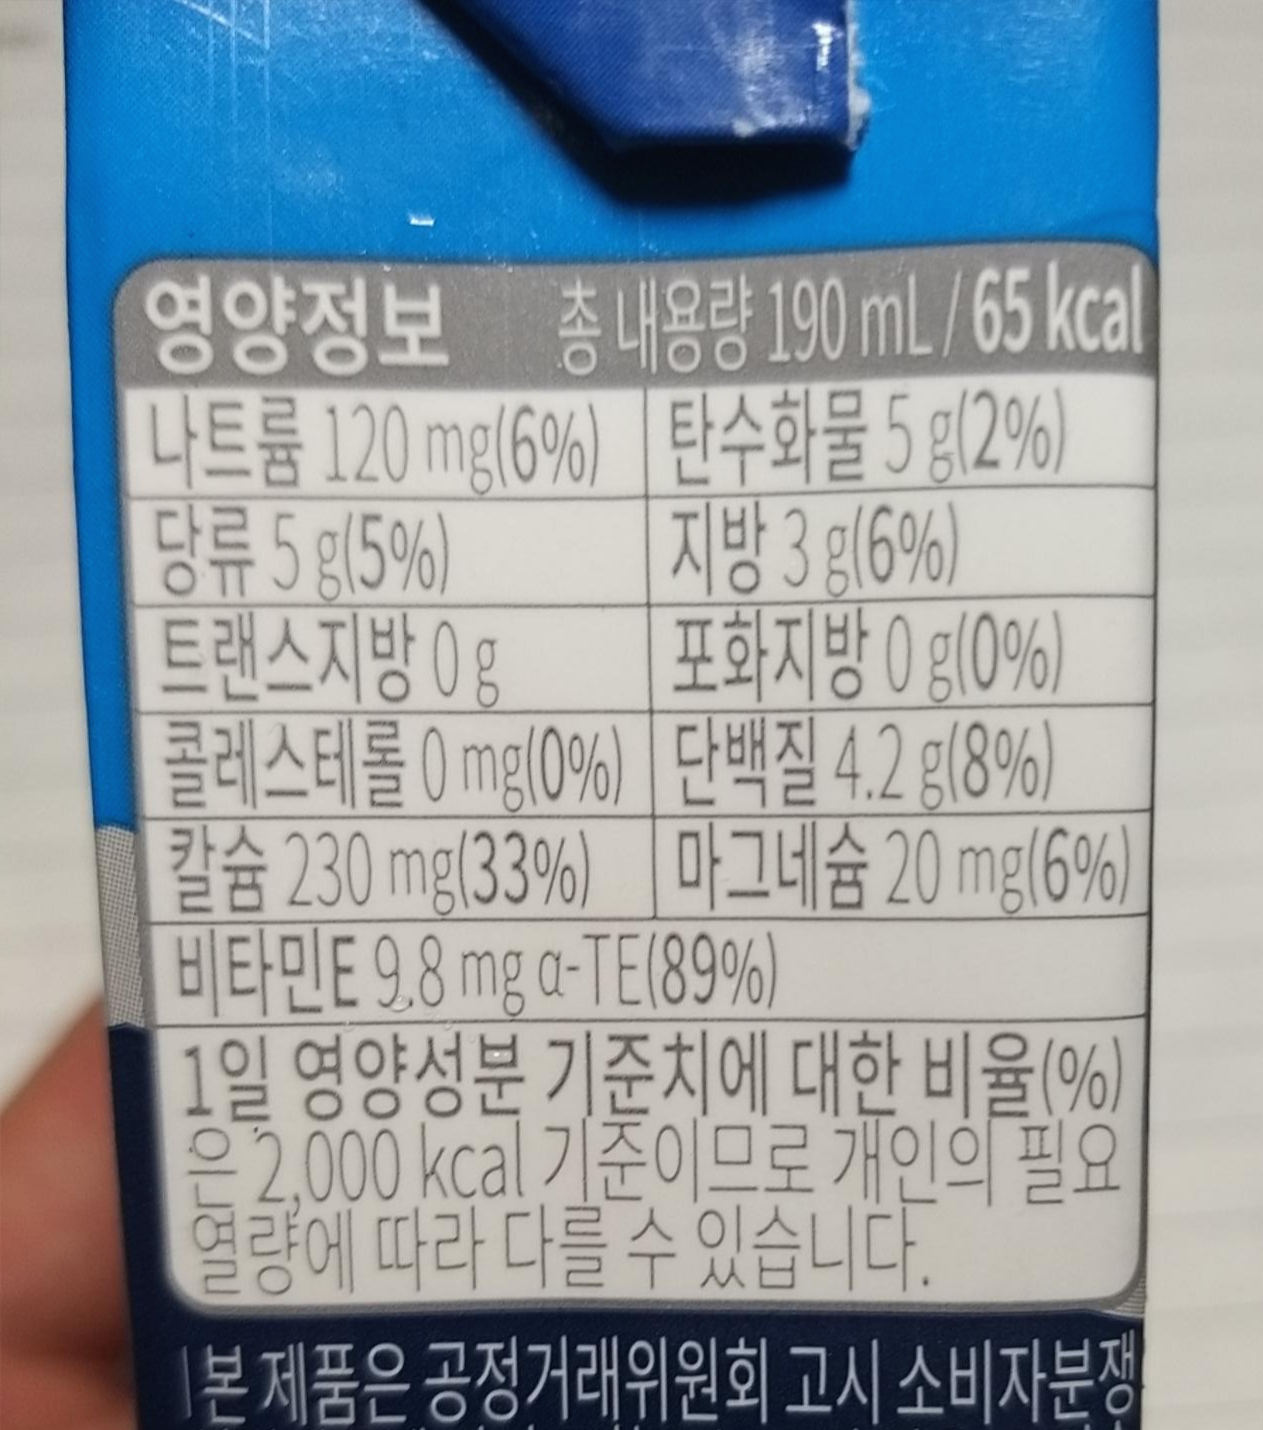 영양정보 총 내용량 190 mL / 65 kcal
나트륨 120 mg(6%) 탄수화물 5 g(2%)
당류 5 g(5%) 지방 3 g(6%)
트랜스지방 0 g 포화지방 0 g(0%)
콜레스테롤 0 mg(0%) 단백질 4.2 g(8%)
칼슘 230 mg(33%) 마그네슘 20 mg(6%)
비타민E 9.8 mg α-TE(89%)
1일 영양성분 기준치에 대한 비율(%)
은 2,000 kcal 기준이므로 개인의 필요
열량에 따라 다를 수 있습니다.
본 제품은 공정거래위원회 고시 소비자분쟁